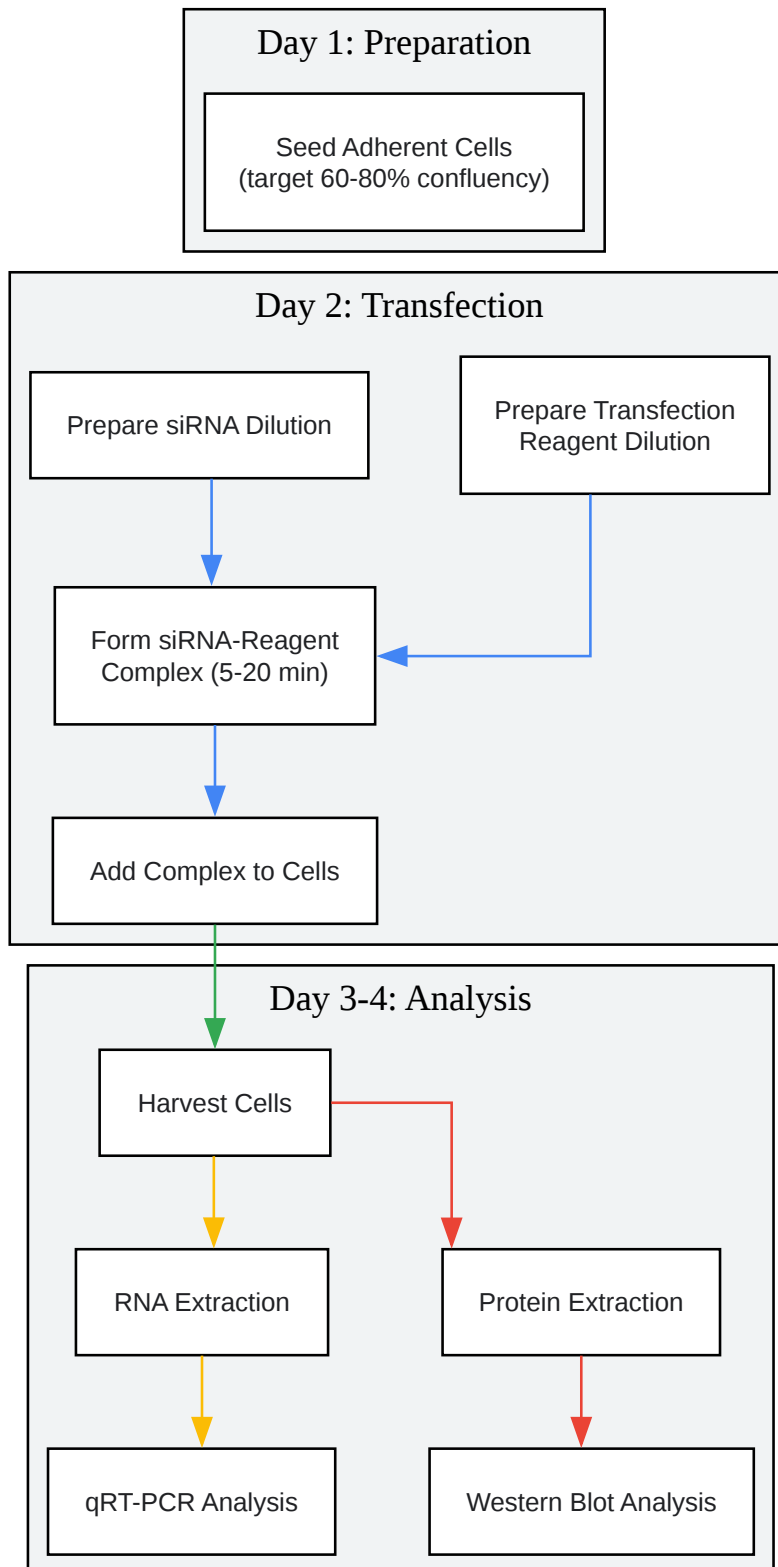 Day 1: Preparation
Seed Adherent Cells
(target 60-80% confluency)
Day 2: Transfection
Prepare siRNA Dilution
Prepare Transfection
Reagent Dilution
Form siRNA-Reagent
Complex (5-20 min)
Add Complex to Cells
Day 3-4: Analysis
Harvest Cells
RNA Extraction
Protein Extraction
qRT-PCR Analysis
Western Blot Analysis